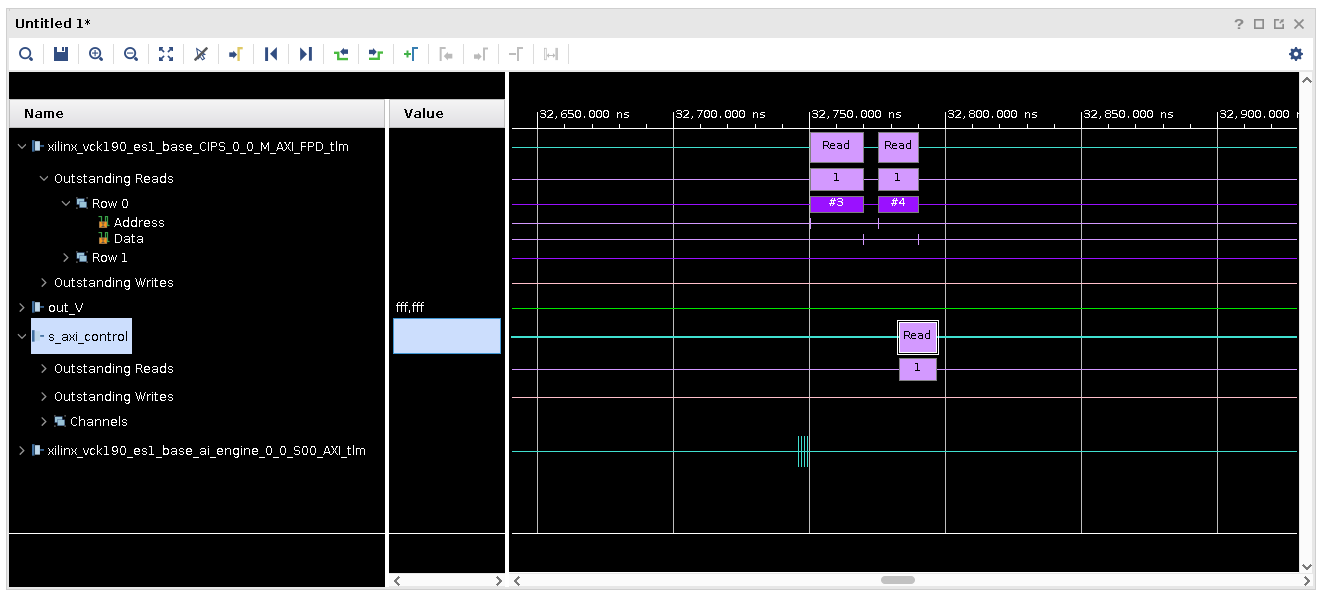 Untitled 1*
?
Name
Value
32,650.000 ns
32,700.000 ns
32,750.000 ns
32,800.000 ns
32,850.000 ns
32,900.000 n
xilinx_vck190_es1_base_CIPS_0_0_M_AXI_FPD_tlm
Read
Read
Outstanding Reads
1
1
Row 0
#3
#4
Address
Data
Row 1
Outstanding Writes
out_V
fff,fff
s_axi_control
Read
Outstanding Reads
1
Outstanding Writes
Channels
xilinx_vck190_es1_base_ai_engine_0_0_S00_AXI_tlm